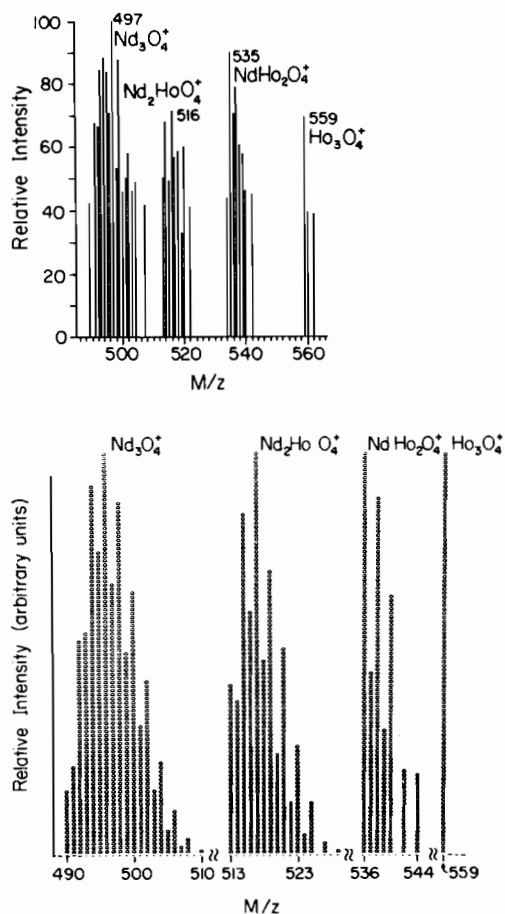 100
80
60
40
20
0
Relative Intensity
497
Nd₃O₄⁺
Nd₂HoO₄⁺
516
535
NdHo₂O₄⁺
559
Ho₃O₄⁺
500 520 540 560
M/z
Relative Intensity (arbitrary units)
Nd₃O₄⁺ Nd₂Ho O₄⁺ Nd Ho₂O₄⁺ Ho₃O₄⁺
490 500 510 513 523 536 544 559
M/z